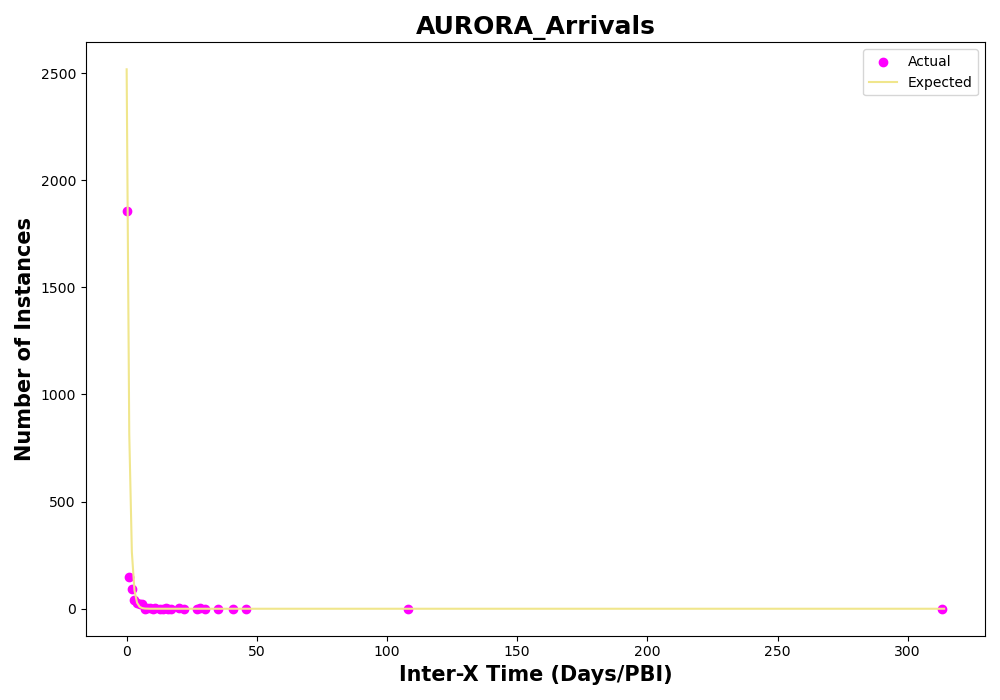 AURORA_Arrivals
Actual
Expected
Number of Instances
2500
2000
1500
1000
500
0
0
50
100
150
200
250
300
Inter-X Time (Days/PBI)